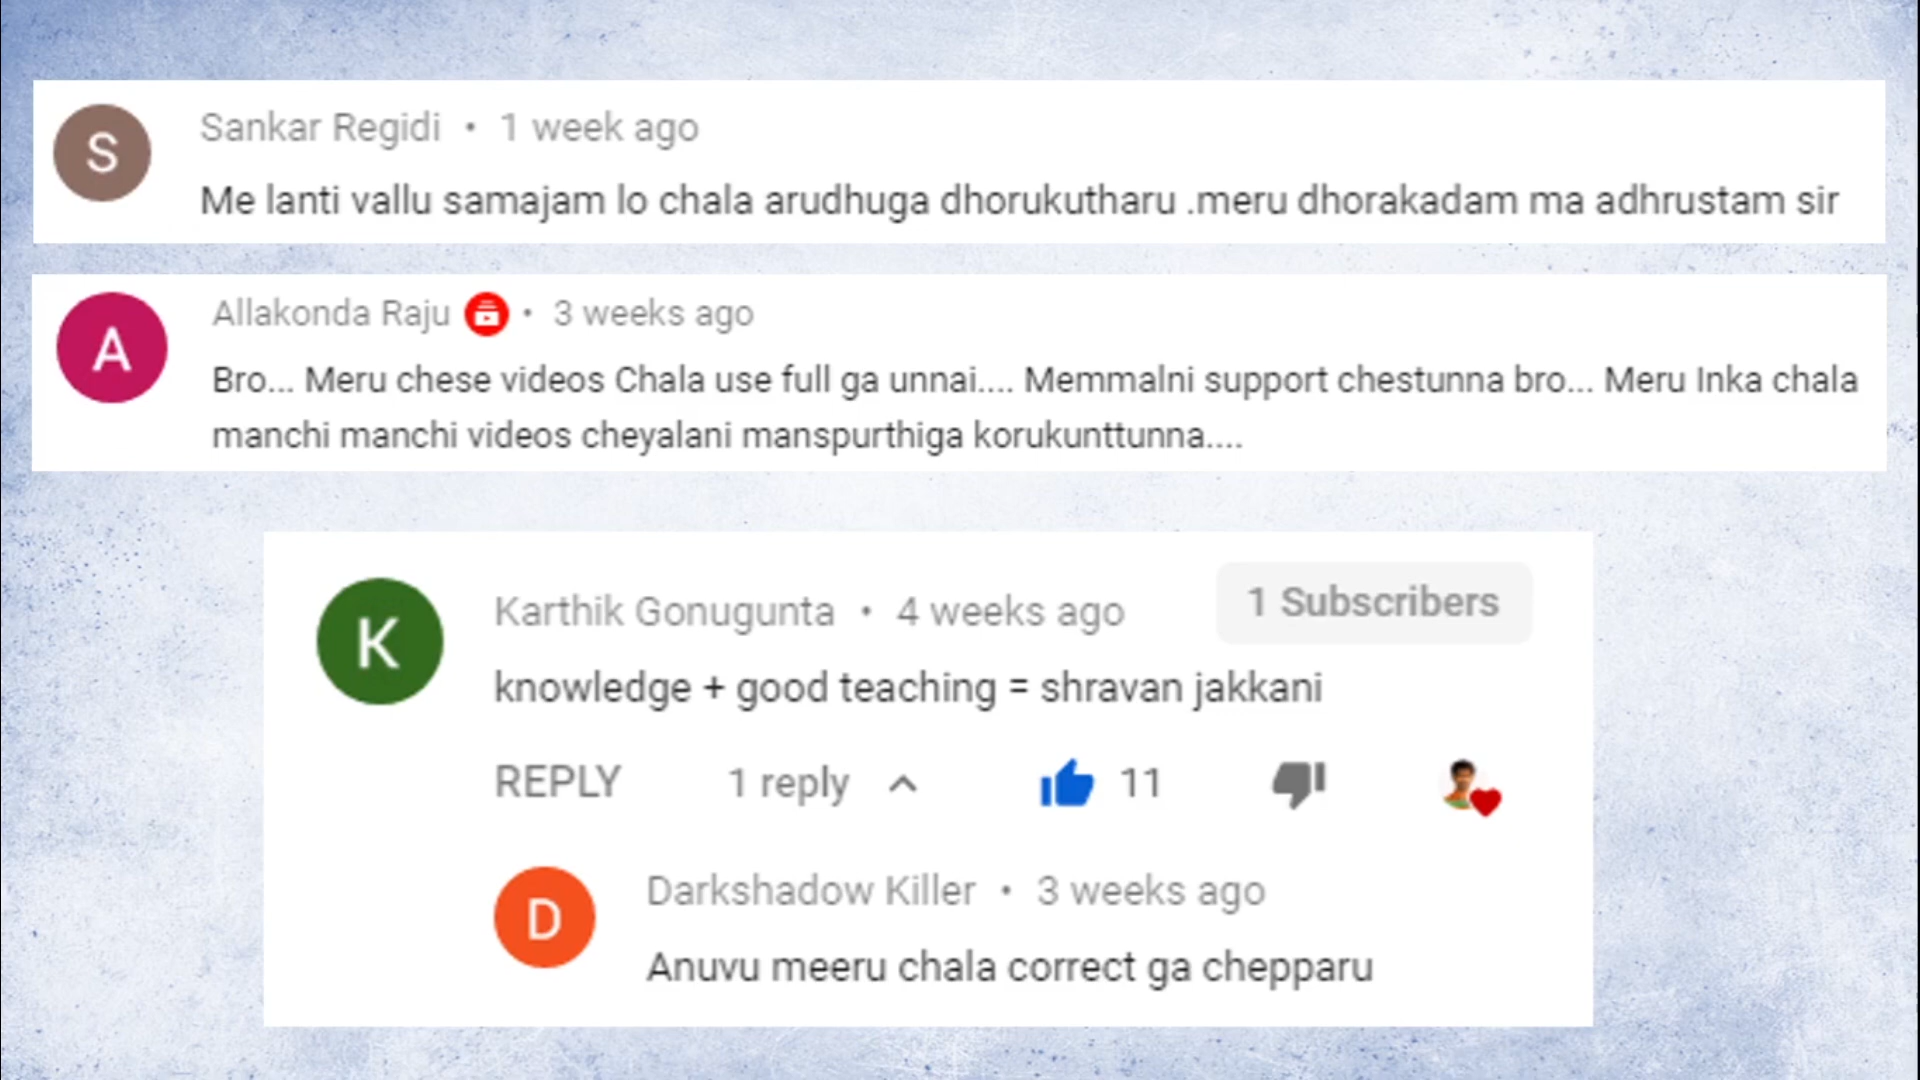 S
Sankar Regidi • 1 week ago
Me lanti vallu samajam lo chala arudhuga dhorukutharu .meru dhorakadam ma adhrustam sir
A
Allakonda Raju • 3 weeks ago
Bro... Meru chese videos Chala use full ga unnai.... Memmalni support chestunna bro... Meru Inka chala
manchi manchi videos cheyalani manspurthiga korukunttunna....
K
Karthik Gonugunta • 4 weeks ago
1 Subscribers
knowledge + good teaching = shravan jakkani
REPLY 1 reply 11
D
Darkshadow Killer • 3 weeks ago
Anuvu meeru chala correct ga chepparu